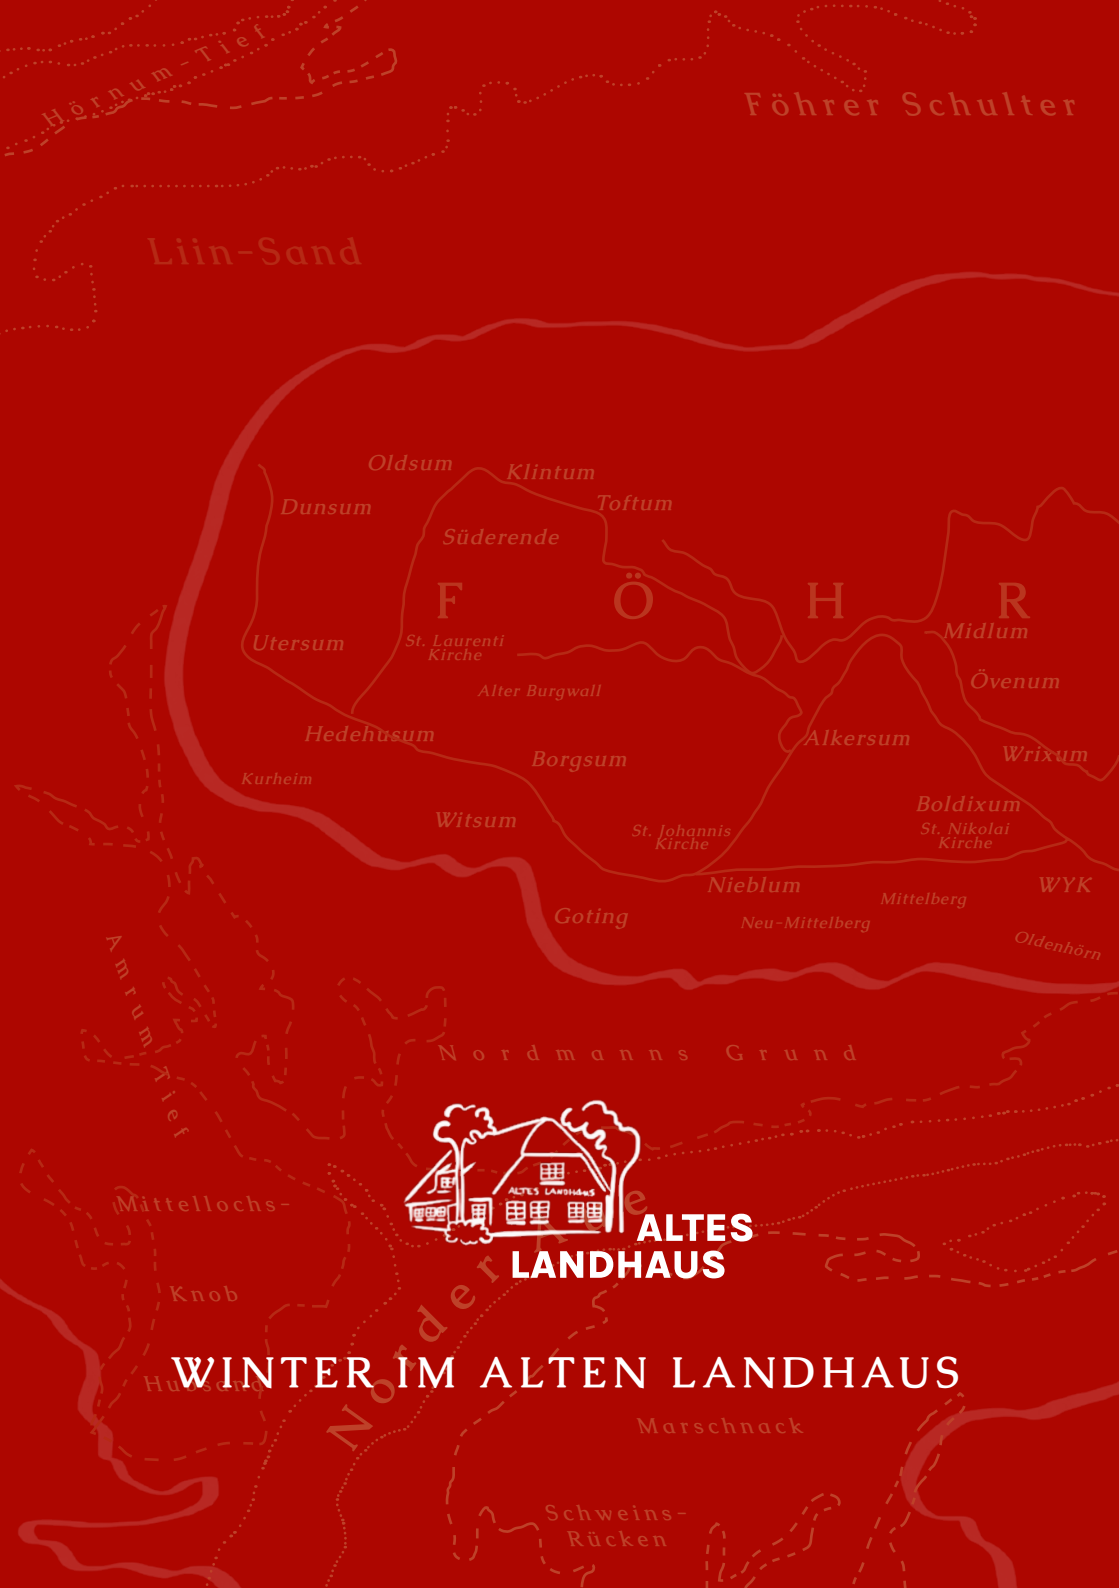 Hörnum-Tief
Föhrer Schulter
Liin-Sand
Oldsum
Klintum
Dunsum
Toftum
Süderende
FÖHR
Midlum
Utersum
St. Laurenti
Kirche
Övenum
Alter Burgwall
Hedehusum
Alkersum
Borgsum
Wrixum
Kurheim
Boldixum
Witsum
St. Johannis
Kirche
St. Nikolai
Kirche
Nieblum
WYK
Mittelberg
Goting
Neu-Mittelberg
Oldenhörn
Amrum Tief
Nordmanns Grund
ALTES LANDHAUS
Mittellochs-
Knob
Norder Aue
ALTES
LANDHAUS
WINTER IM ALTEN LANDHAUS
Hubsand
Marschnack
Schweins-
Rücken